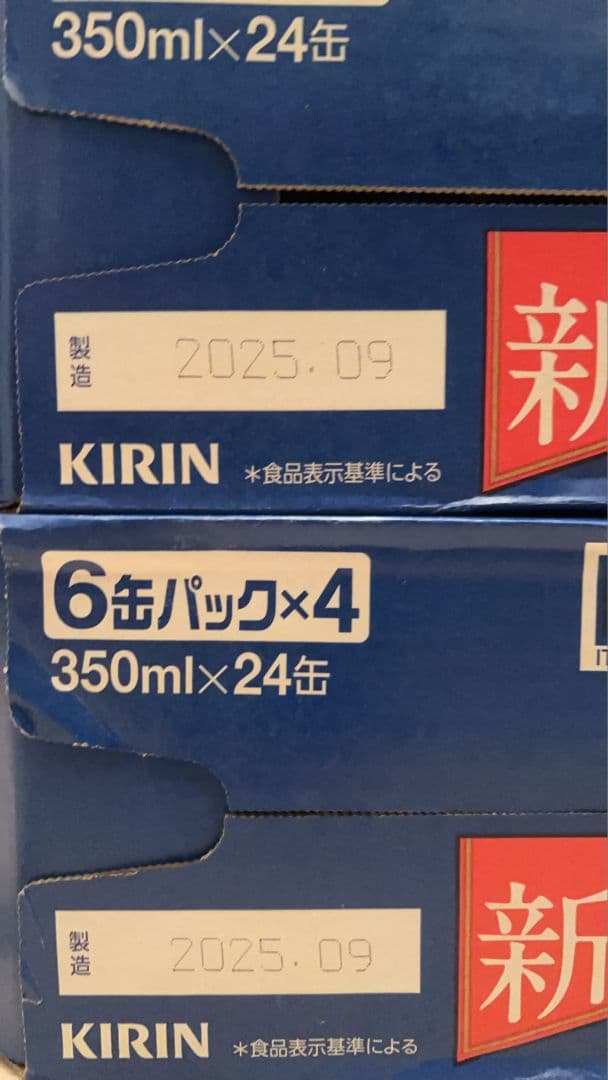 350ml×24缶
製造
2025.09
新
KIRIN
*食品表示基準による
6缶パック×4
350ml×24缶
製造
2025.09
新
KIRIN
*食品表示基準による